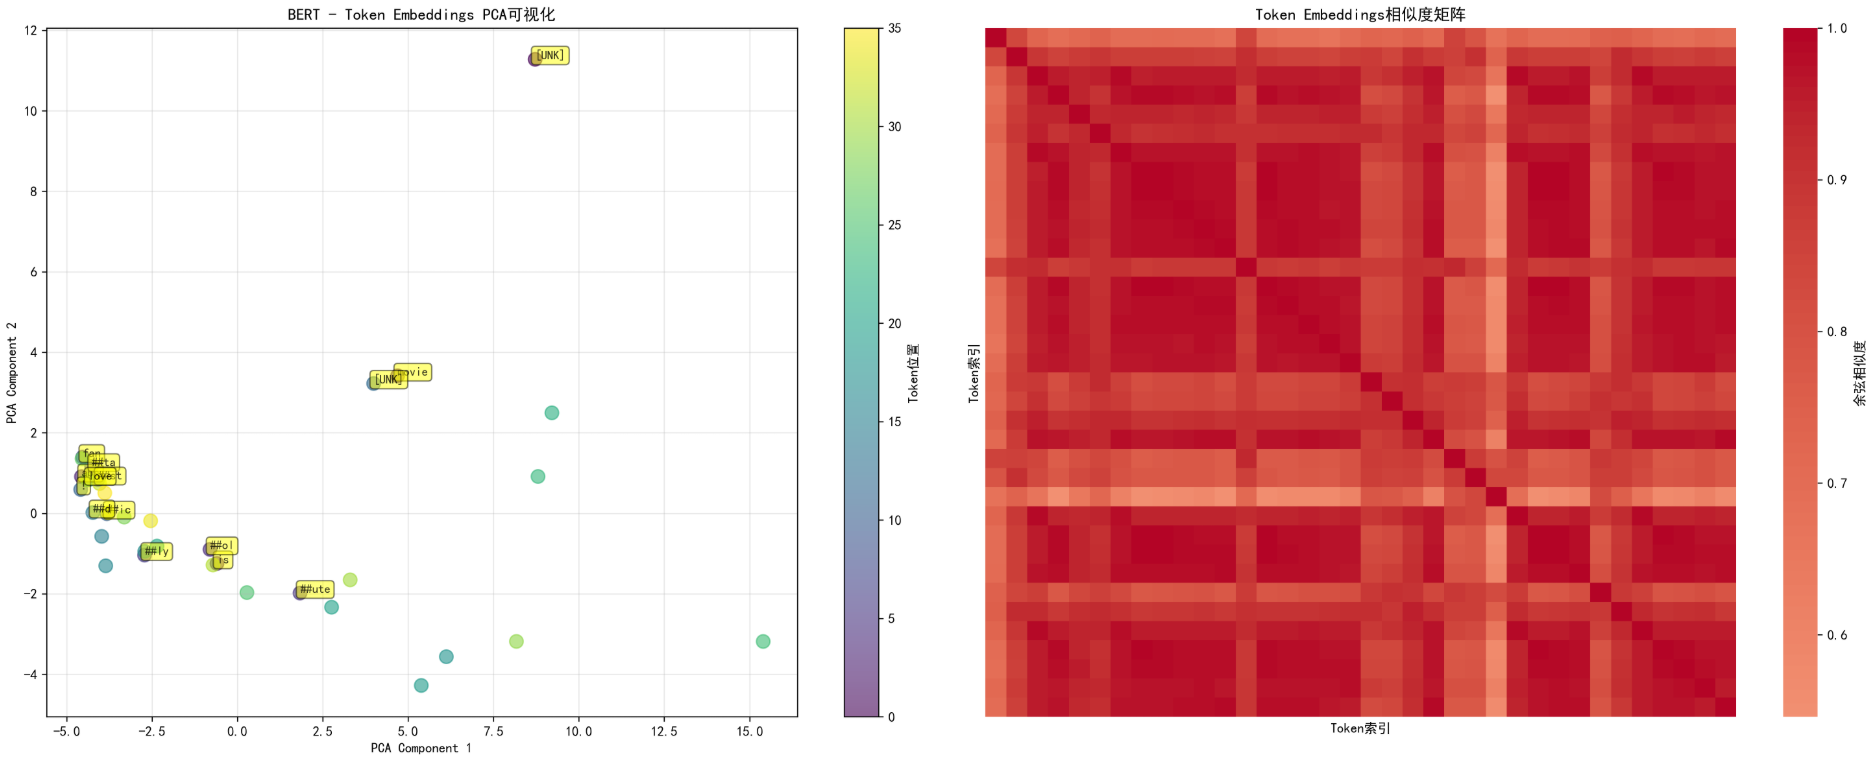 BERT - Token Embeddings PCA可视化
12
10
8
6
4
2
0
−2
−4
PCA Component 2
[UNK]
[UNK]
ovie
fan
##ta
love
t
!
##d
##ic
##ly
##ol
is
##ute
−5.0
−2.5
0.0
2.5
5.0
7.5
10.0
12.5
15.0
PCA Component 1
35
30
25
20
15
10
5
0
Token位置
Token Embeddings相似度矩阵
Token索引
Token索引
1.0
0.9
0.8
0.7
0.6
余弦相似度